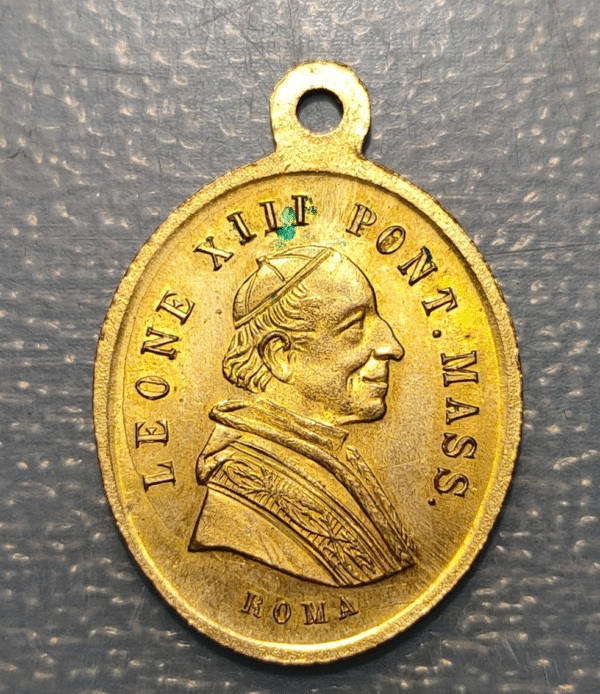 LEONE XIII PONT. MASS.
ROMA